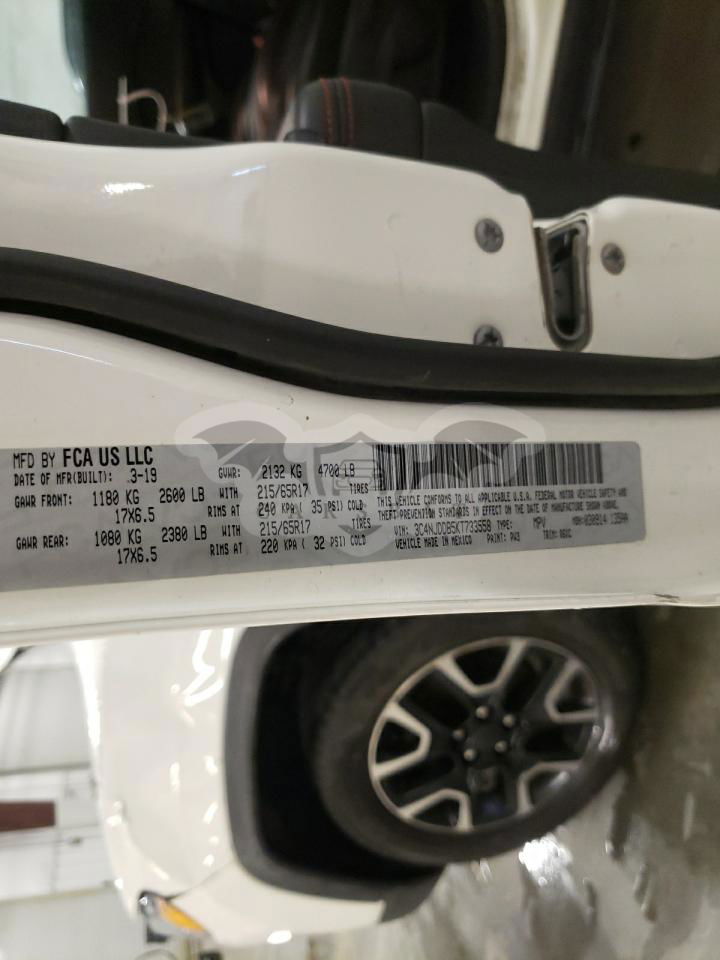 MFD BY FCA US LLC
DATE OF MFR(BUILT): 3-19 GVWR: 2132 KG 4700 LB
GAWR FRONT: 1180 KG 2600 LB WITH 215/65R17 TIRES
17X6.5 RIMS AT 240 KPA ( 35 PSI) COLD
GAWR REAR: 1080 KG 2380 LB WITH 215/65R17 TIRES
17X6.5 RIMS AT 220 KPA ( 32 PSI) COLD
THIS VEHICLE CONFORMS TO ALL APPLICABLE U.S.A. FEDERAL MOTOR VEHICLE SAFETY AND
THEFT PREVENTION STANDARDS IN EFFECT ON THE DATE OF MANUFACTURE SHOWN ABOVE.
VIN: 3C4NJDDB5KT733558 TYPE: MPV
VEHICLE MADE IN MEXICO PAINT: PW3 TRIM: